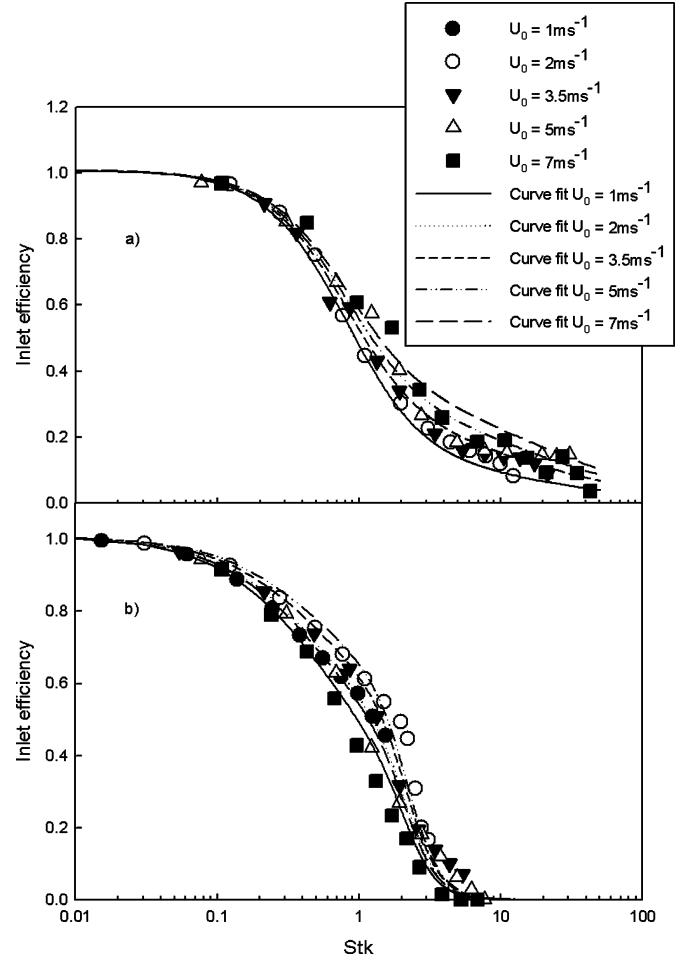 U₀ = 1ms⁻¹
U₀ = 2ms⁻¹
U₀ = 3.5ms⁻¹
U₀ = 5ms⁻¹
U₀ = 7ms⁻¹
Curve fit U₀ = 1ms⁻¹
Curve fit U₀ = 2ms⁻¹
Curve fit U₀ = 3.5ms⁻¹
Curve fit U₀ = 5ms⁻¹
Curve fit U₀ = 7ms⁻¹
1.2
1.0
0.8
0.6
0.4
0.2
0.0
Inlet efficiency
a)
1.0
0.8
0.6
0.4
0.2
0.0
Inlet efficiency
b)
0.01 0.1 1 10 100
Stk